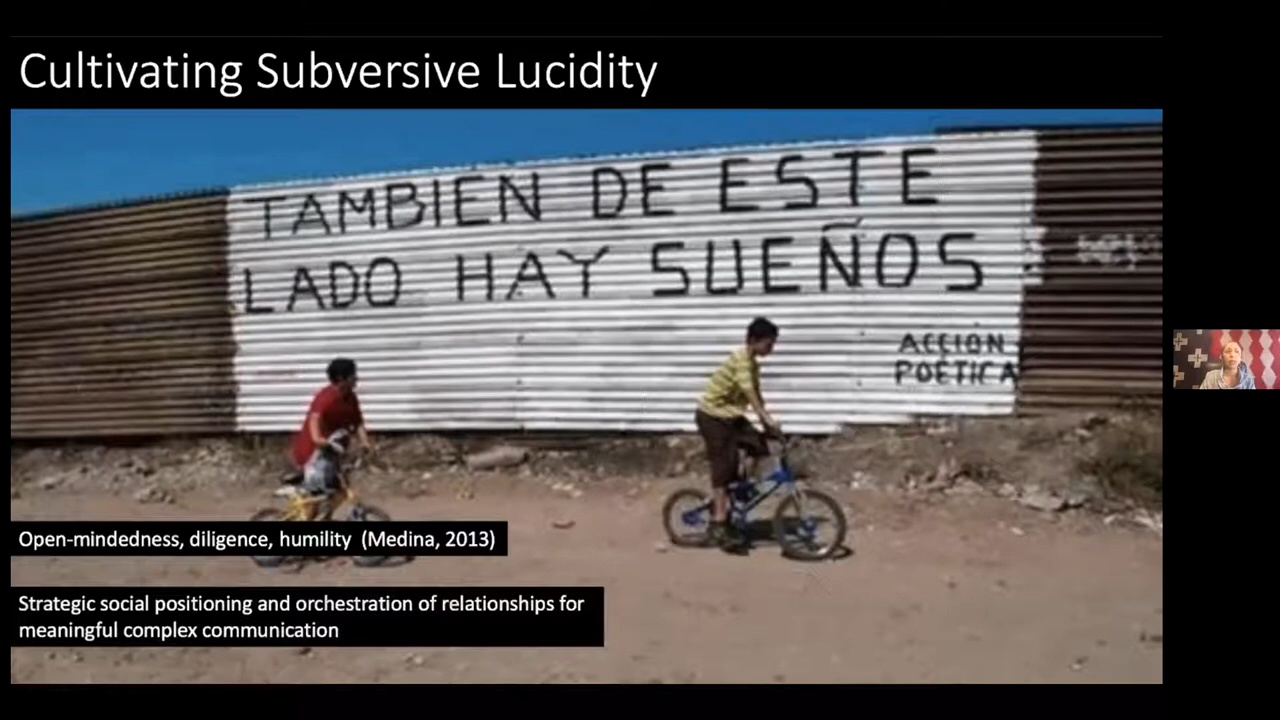 Cultivating Subversive Lucidity
TAMBIEN DE ESTE
LADO HAY SUEÑOS
ACCION
POÉTICA
Open-mindedness, diligence, humility (Medina, 2013)
Strategic social positioning and orchestration of relationships for
meaningful complex communication